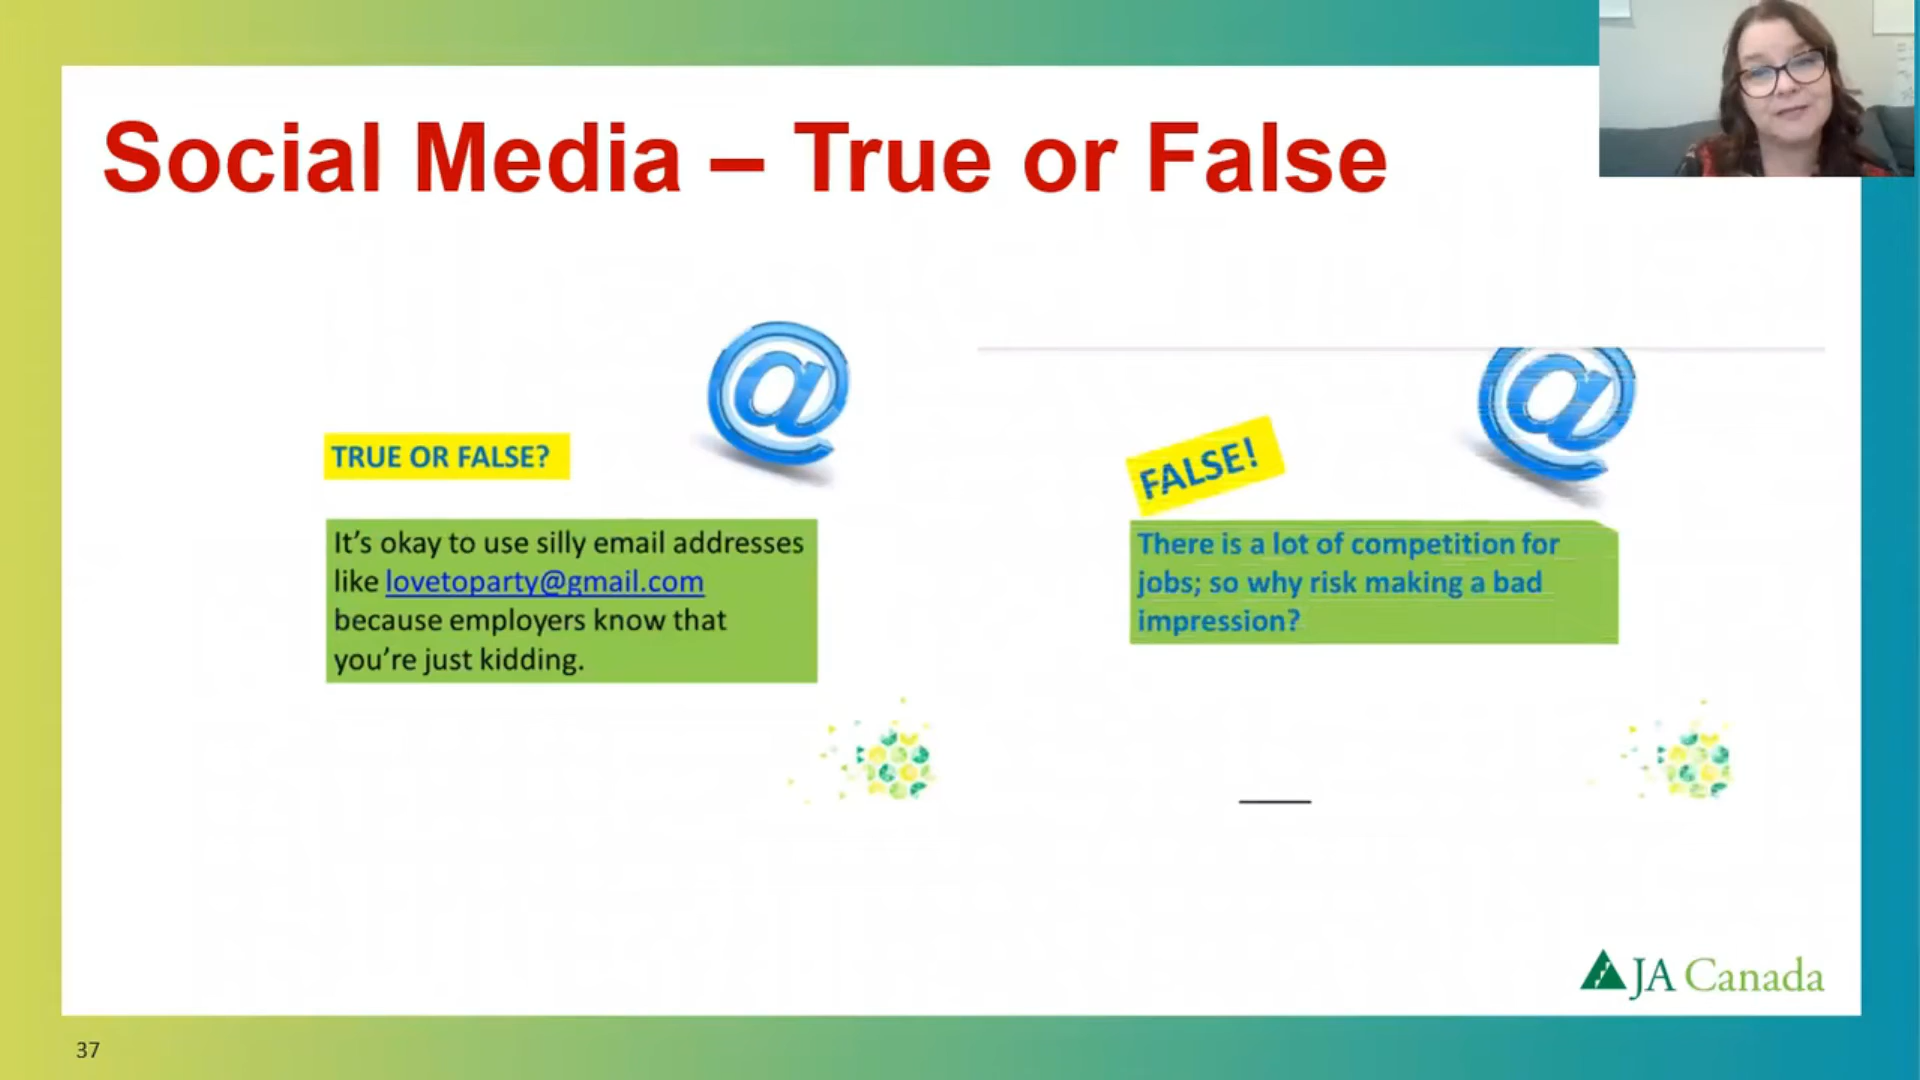 Social Media – True or False
TRUE OR FALSE?
It's okay to use silly email addresses
like lovetoparty@gmail.com
because employers know that
you're just kidding.
FALSE!
There is a lot of competition for
jobs; so why risk making a bad
impression?
JA Canada
37